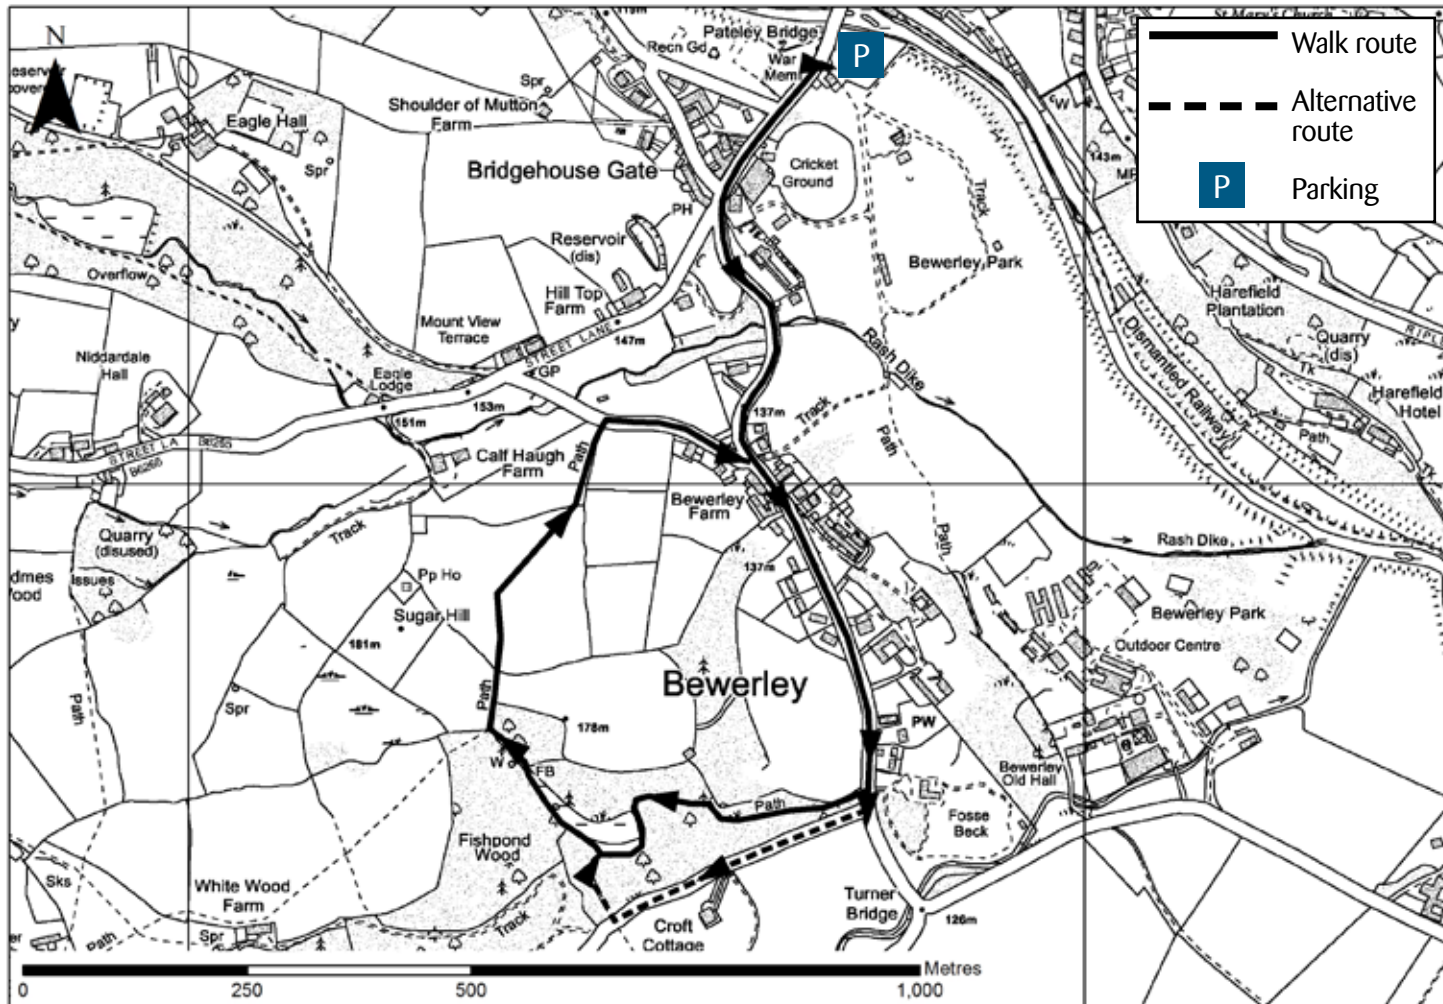 N
119m
Pateley Bridge
Recn Gd
War
Meml
P
St Mary's Church
Walk route
Alternative
route
P
Parking
Spr
Shoulder of Mutton
Farm
Eagle Hall
Spr
Bridgehouse Gate
Cricket
Ground
Track
W
143m
PH
Reservoir
(dis)
Bewerley Park
Overflow
Hill Top
Farm
Mount View
Terrace
STREET LANE
147m
GP
Harefield
Plantation
Quarry
(dis)
Dismantled Railway
Niddardale
Hall
Eagle
Lodge
153m
151m
Rash Dike
Tk
Harefield
Hotel
137m
Track
Path
Path
STREET LA
B6265
B6265
Calf Haugh
Farm
Path
Tk
Bewerley
Farm
Quarry
(disused)
Track
Issues
Path
Rash Dike
137m
Pp Ho
Sugar Hill
181m
Bewerley Park
Outdoor Centre
Path
Spr
Path
Bewerley
178m
PW
W
FB
Bewerley
Old Hall
Path
Fosse
Beck
Fishpond
Wood
Sks
White Wood
Farm
Turner
Bridge
126m
Spr
Path
Track
Croft
Cottage
Metres
0
250
500
1,000